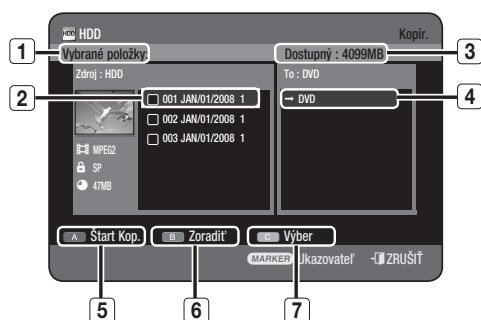 HDD HDD Kopír.
1 Vybrané položky: Dostupný : 4099MB 3
Zdroj : HDD To : DVD
2 001 JAN/01/2008 1 → DVD 4
002 JAN/01/2008 1
003 JAN/01/2008 1
MPEG2
SP
47MB
A Štart Kop. B Zoradiť C Výber
MARKER Ukazovateľ ZRUŠIŤ
5 6 7